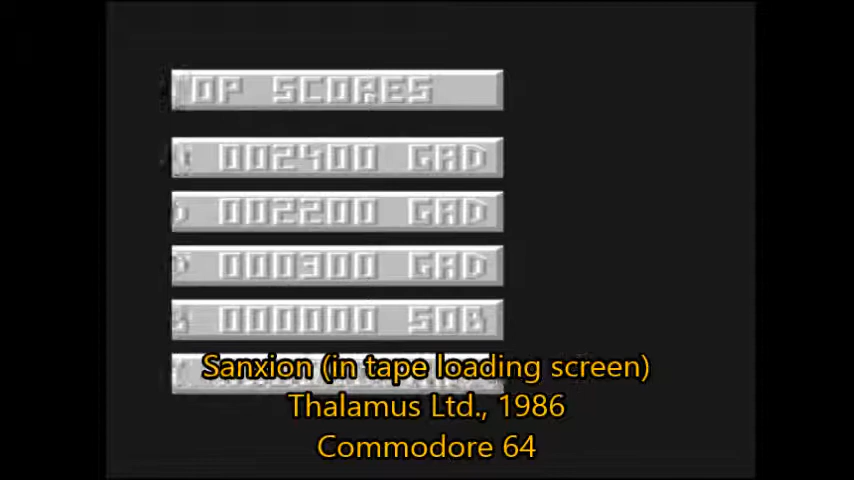 OP SCORES
002400 GAD
002200 GAD
000300 GAD
000000 SOB
Sanxion (in tape loading screen)
Thalamus Ltd., 1986
Commodore 64